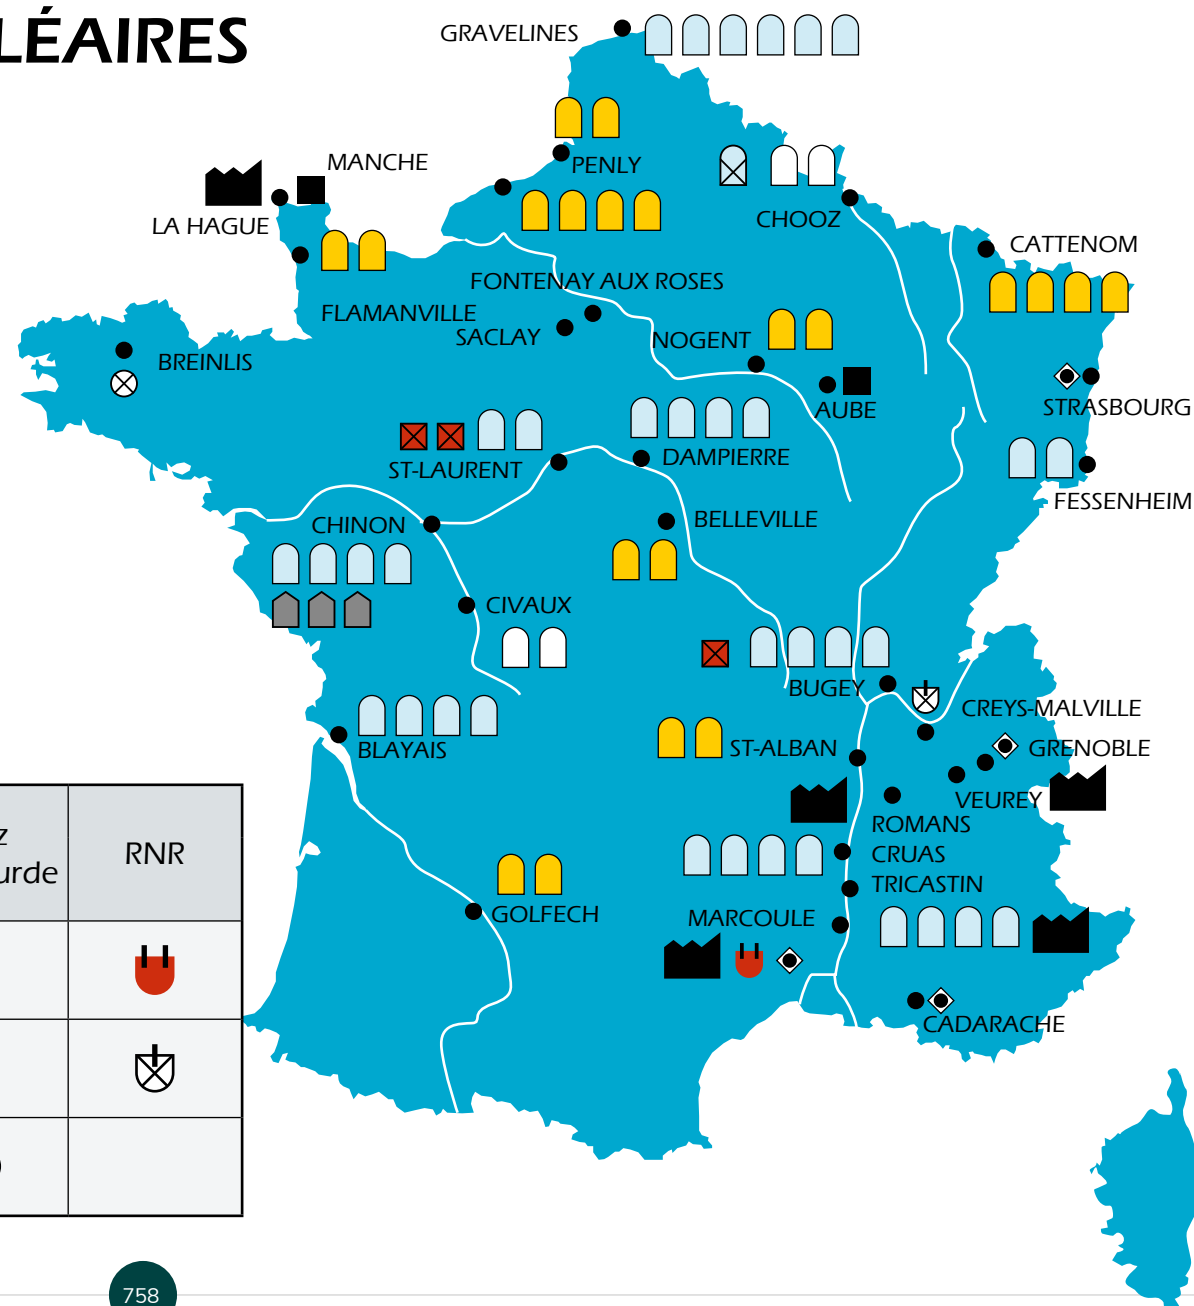 LÉAIRES
GRAVELINES
PENLY
MANCHE
LA HAGUE
CHOOZ
CATTENOM
FONTENAY AUX ROSES
FLAMANVILLE
SACLAY
NOGENT
BREINLIS
AUBE
STRASBOURG
ST-LAURENT
DAMPIERRE
FESSENHEIM
CHINON
BELLEVILLE
CIVAUX
BUGEY
CREYS-MALVILLE
BLAYAIS
ST-ALBAN
GRENOBLE
VEUREY
ROMANS
CRUAS
TRICASTIN
GOLFECH
MARCOULE
CADARACHE
z
urde
RNR
758